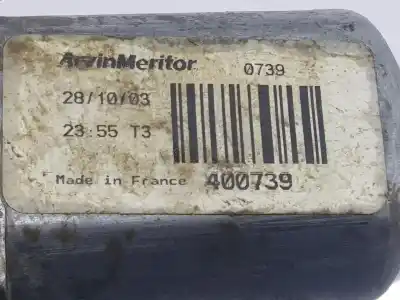 ArvinMeritor 0739
28/10/03
23:55 T3
Made in France 400739